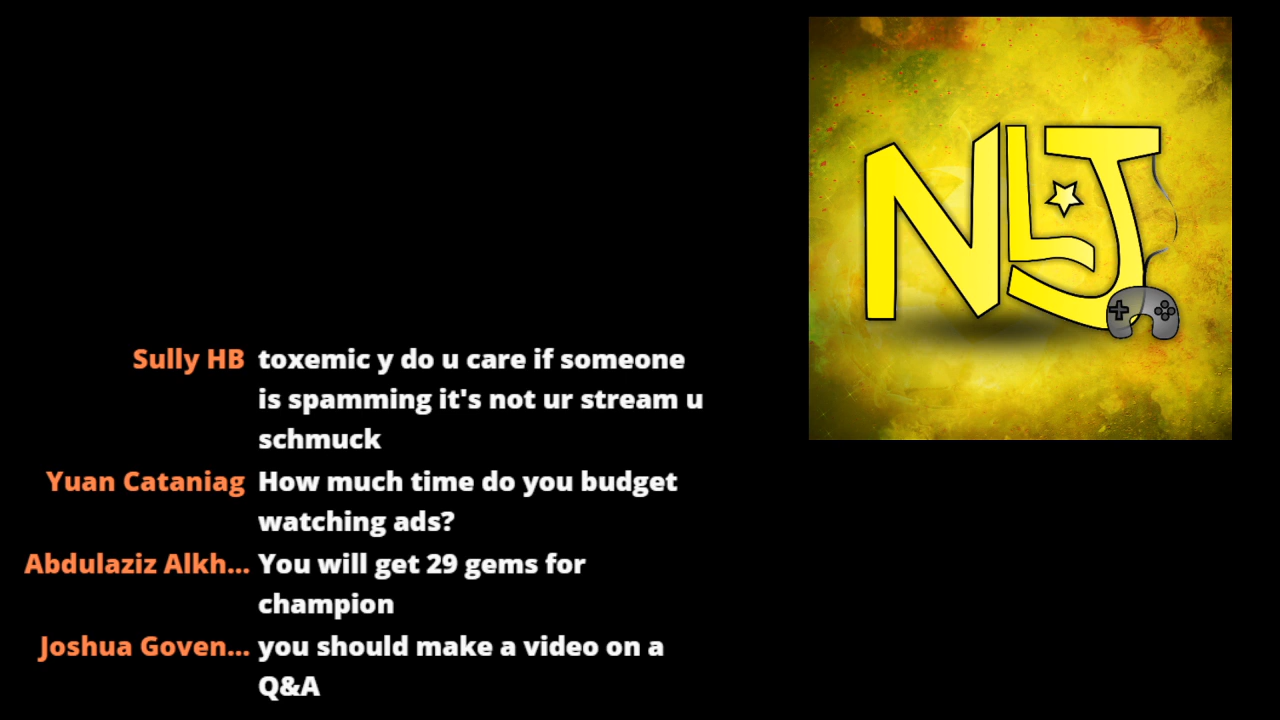 NLJ
Sully HB toxemic y do u care if someone
is spamming it's not ur stream u
schmuck
Yuan Cataniag How much time do you budget
watching ads?
Abdulaziz Alkh... You will get 29 gems for
champion
Joshua Goven... you should make a video on a
Q&A